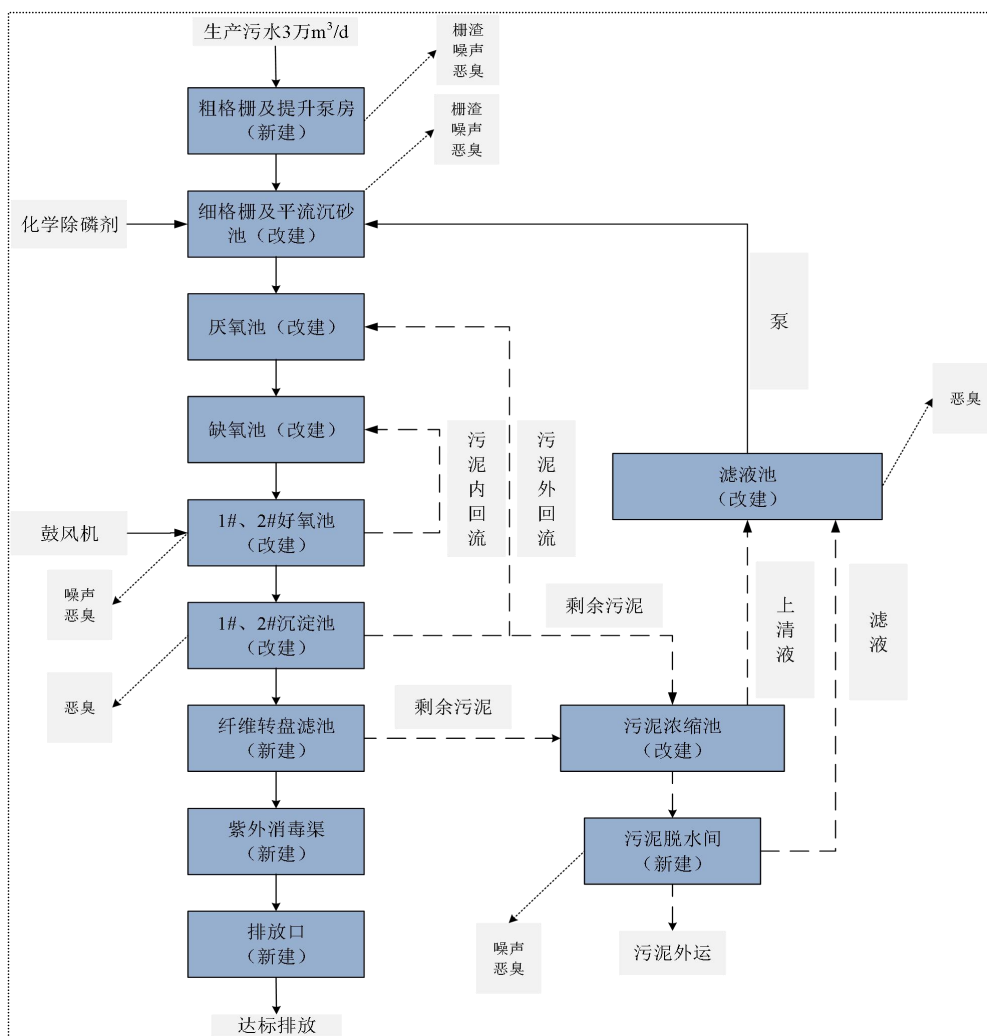 生产污水3万m³/d
栅渣
噪声
恶臭
粗格栅及提升泵房
（新建）
栅渣
噪声
恶臭
化学除磷剂
细格栅及平流沉砂
池（改建）
泵
厌氧池（改建）
恶臭
缺氧池（改建）
污泥内回流
污泥外回流
滤液池
（改建）
鼓风机
1#、2#好氧池
（改建）
噪声
恶臭
剩余污泥
上清液
滤液
1#、2#沉淀池
（改建）
恶臭
纤维转盘滤池
（新建）
剩余污泥
污泥浓缩池
（改建）
紫外消毒渠
（新建）
污泥脱水间
（新建）
排放口
（新建）
噪声
恶臭
污泥外运
达标排放